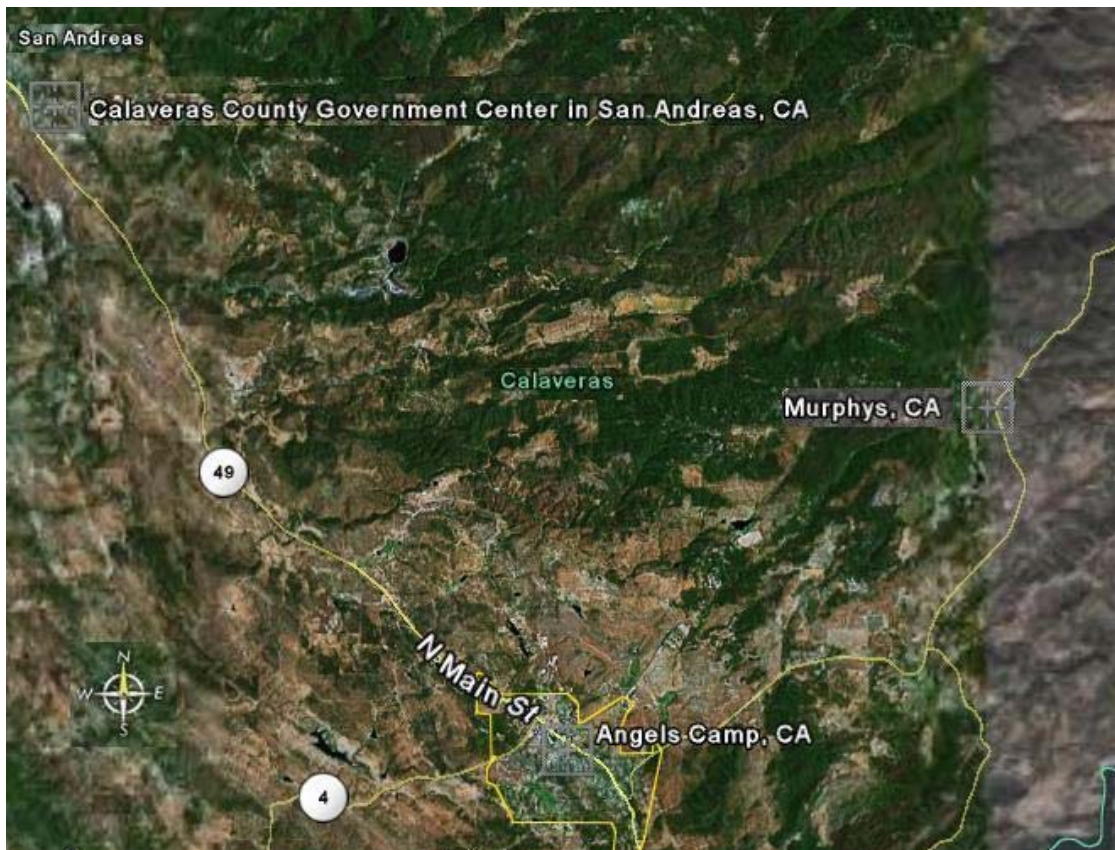 San Andreas
Calaveras County Government Center in San Andreas, CA
Calaveras
Murphys, CA
49
N Main St
N
W E
S
Angels Camp, CA
4